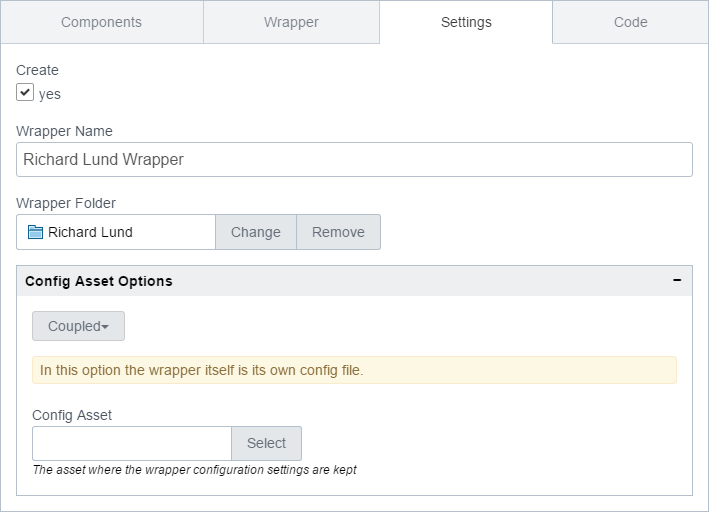 Components Wrapper Settings Code
Create
yes
Wrapper Name
Richard Lund Wrapper
Wrapper Folder
Richard Lund Change Remove
Config Asset Options −
Coupled
In this option the wrapper itself is its own config file.
Config Asset
Select
The asset where the wrapper configuration settings are kept